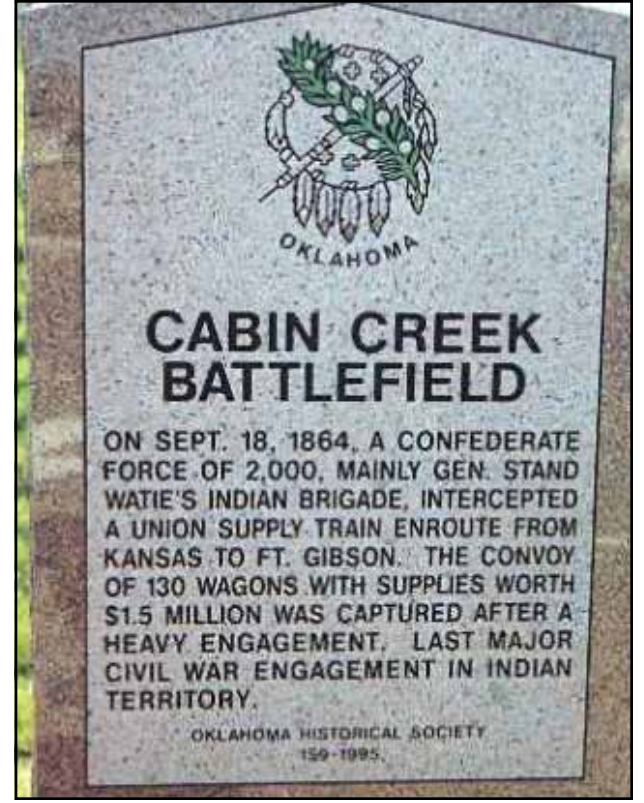 OKLAHOMA
CABIN CREEK
BATTLEFIELD
ON SEPT. 18, 1864, A CONFEDERATE
FORCE OF 2,000, MAINLY GEN. STAND
WATIE'S INDIAN BRIGADE, INTERCEPTED
A UNION SUPPLY TRAIN ENROUTE FROM
KANSAS TO FT. GIBSON. THE CONVOY
OF 130 WAGONS WITH SUPPLIES WORTH
$1.5 MILLION WAS CAPTURED AFTER A
HEAVY ENGAGEMENT. LAST MAJOR
CIVIL WAR ENGAGEMENT IN INDIAN
TERRITORY.
OKLAHOMA HISTORICAL SOCIETY
159-1995